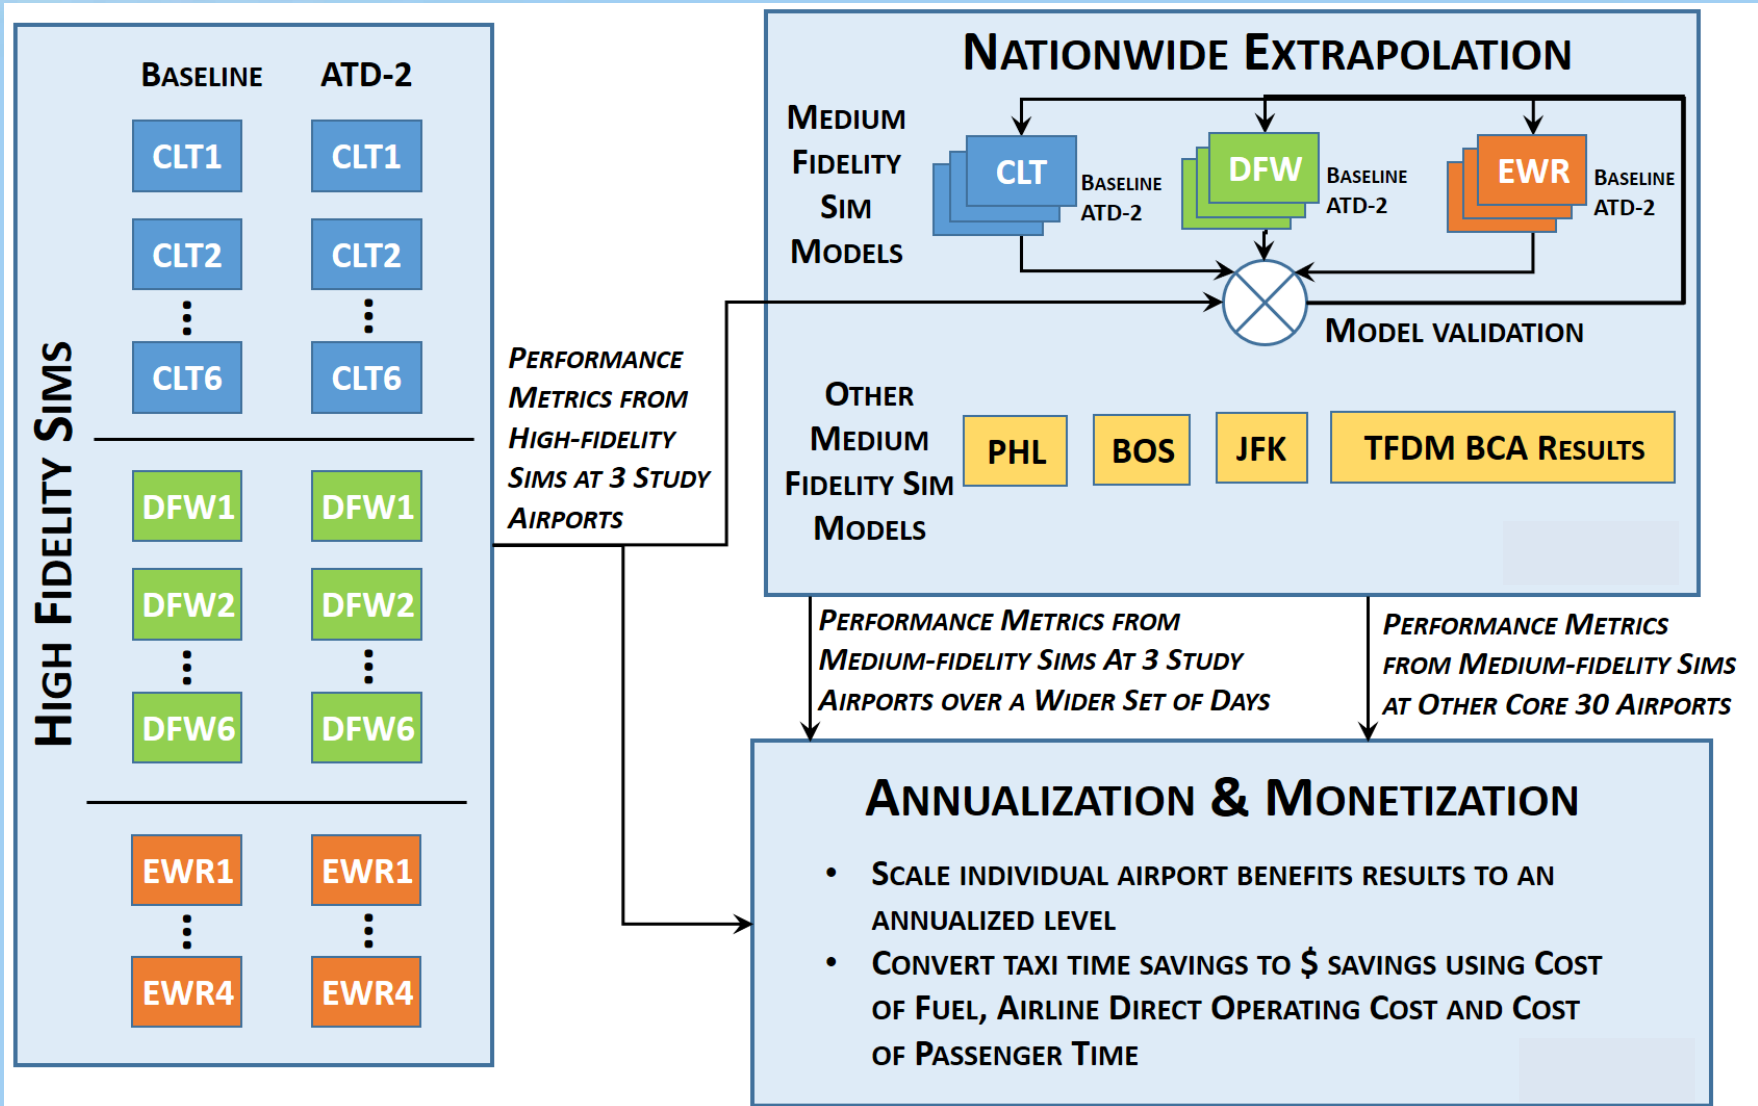 HIGH FIDELITY SIMS
BASELINE
ATD-2
CLT1
CLT1
CLT2
CLT2
...
...
CLT6
CLT6
DFW1
DFW1
DFW2
DFW2
...
...
DFW6
DFW6
EWR1
EWR1
...
...
EWR4
EWR4
PERFORMANCE
METRICS FROM
HIGH-FIDELITY
SIMS AT 3 STUDY
AIRPORTS
NATIONWIDE EXTRAPOLATION
MEDIUM
FIDELITY
SIM
MODELS
CLT
BASELINE
ATD-2
DFW
BASELINE
ATD-2
EWR
BASELINE
ATD-2
MODEL VALIDATION
OTHER
MEDIUM
FIDELITY SIM
MODELS
PHL
BOS
JFK
TFDM BCA RESULTS
PERFORMANCE METRICS FROM
MEDIUM-FIDELITY SIMS AT 3 STUDY
AIRPORTS OVER A WIDER SET OF DAYS
PERFORMANCE METRICS
FROM MEDIUM-FIDELITY SIMS
AT OTHER CORE 30 AIRPORTS
ANNUALIZATION & MONETIZATION
• SCALE INDIVIDUAL AIRPORT BENEFITS RESULTS TO AN
ANNUALIZED LEVEL
• CONVERT TAXI TIME SAVINGS TO $ SAVINGS USING COST
OF FUEL, AIRLINE DIRECT OPERATING COST AND COST
OF PASSENGER TIME